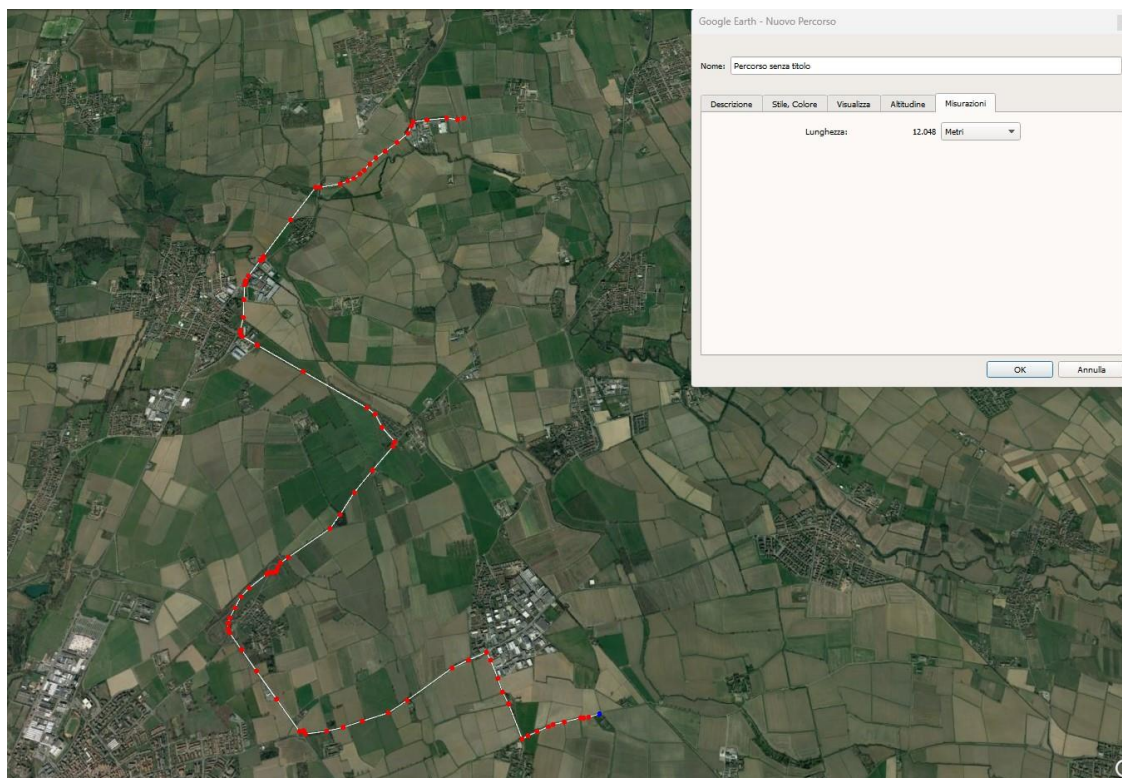 Google Earth - Nuovo Percorso
Nome: Percorso senza titolo
Descrizione Stile, Colore Visualizza Altitudine Misurazioni
Lunghezza: 12.048 Metri
OK Annulla